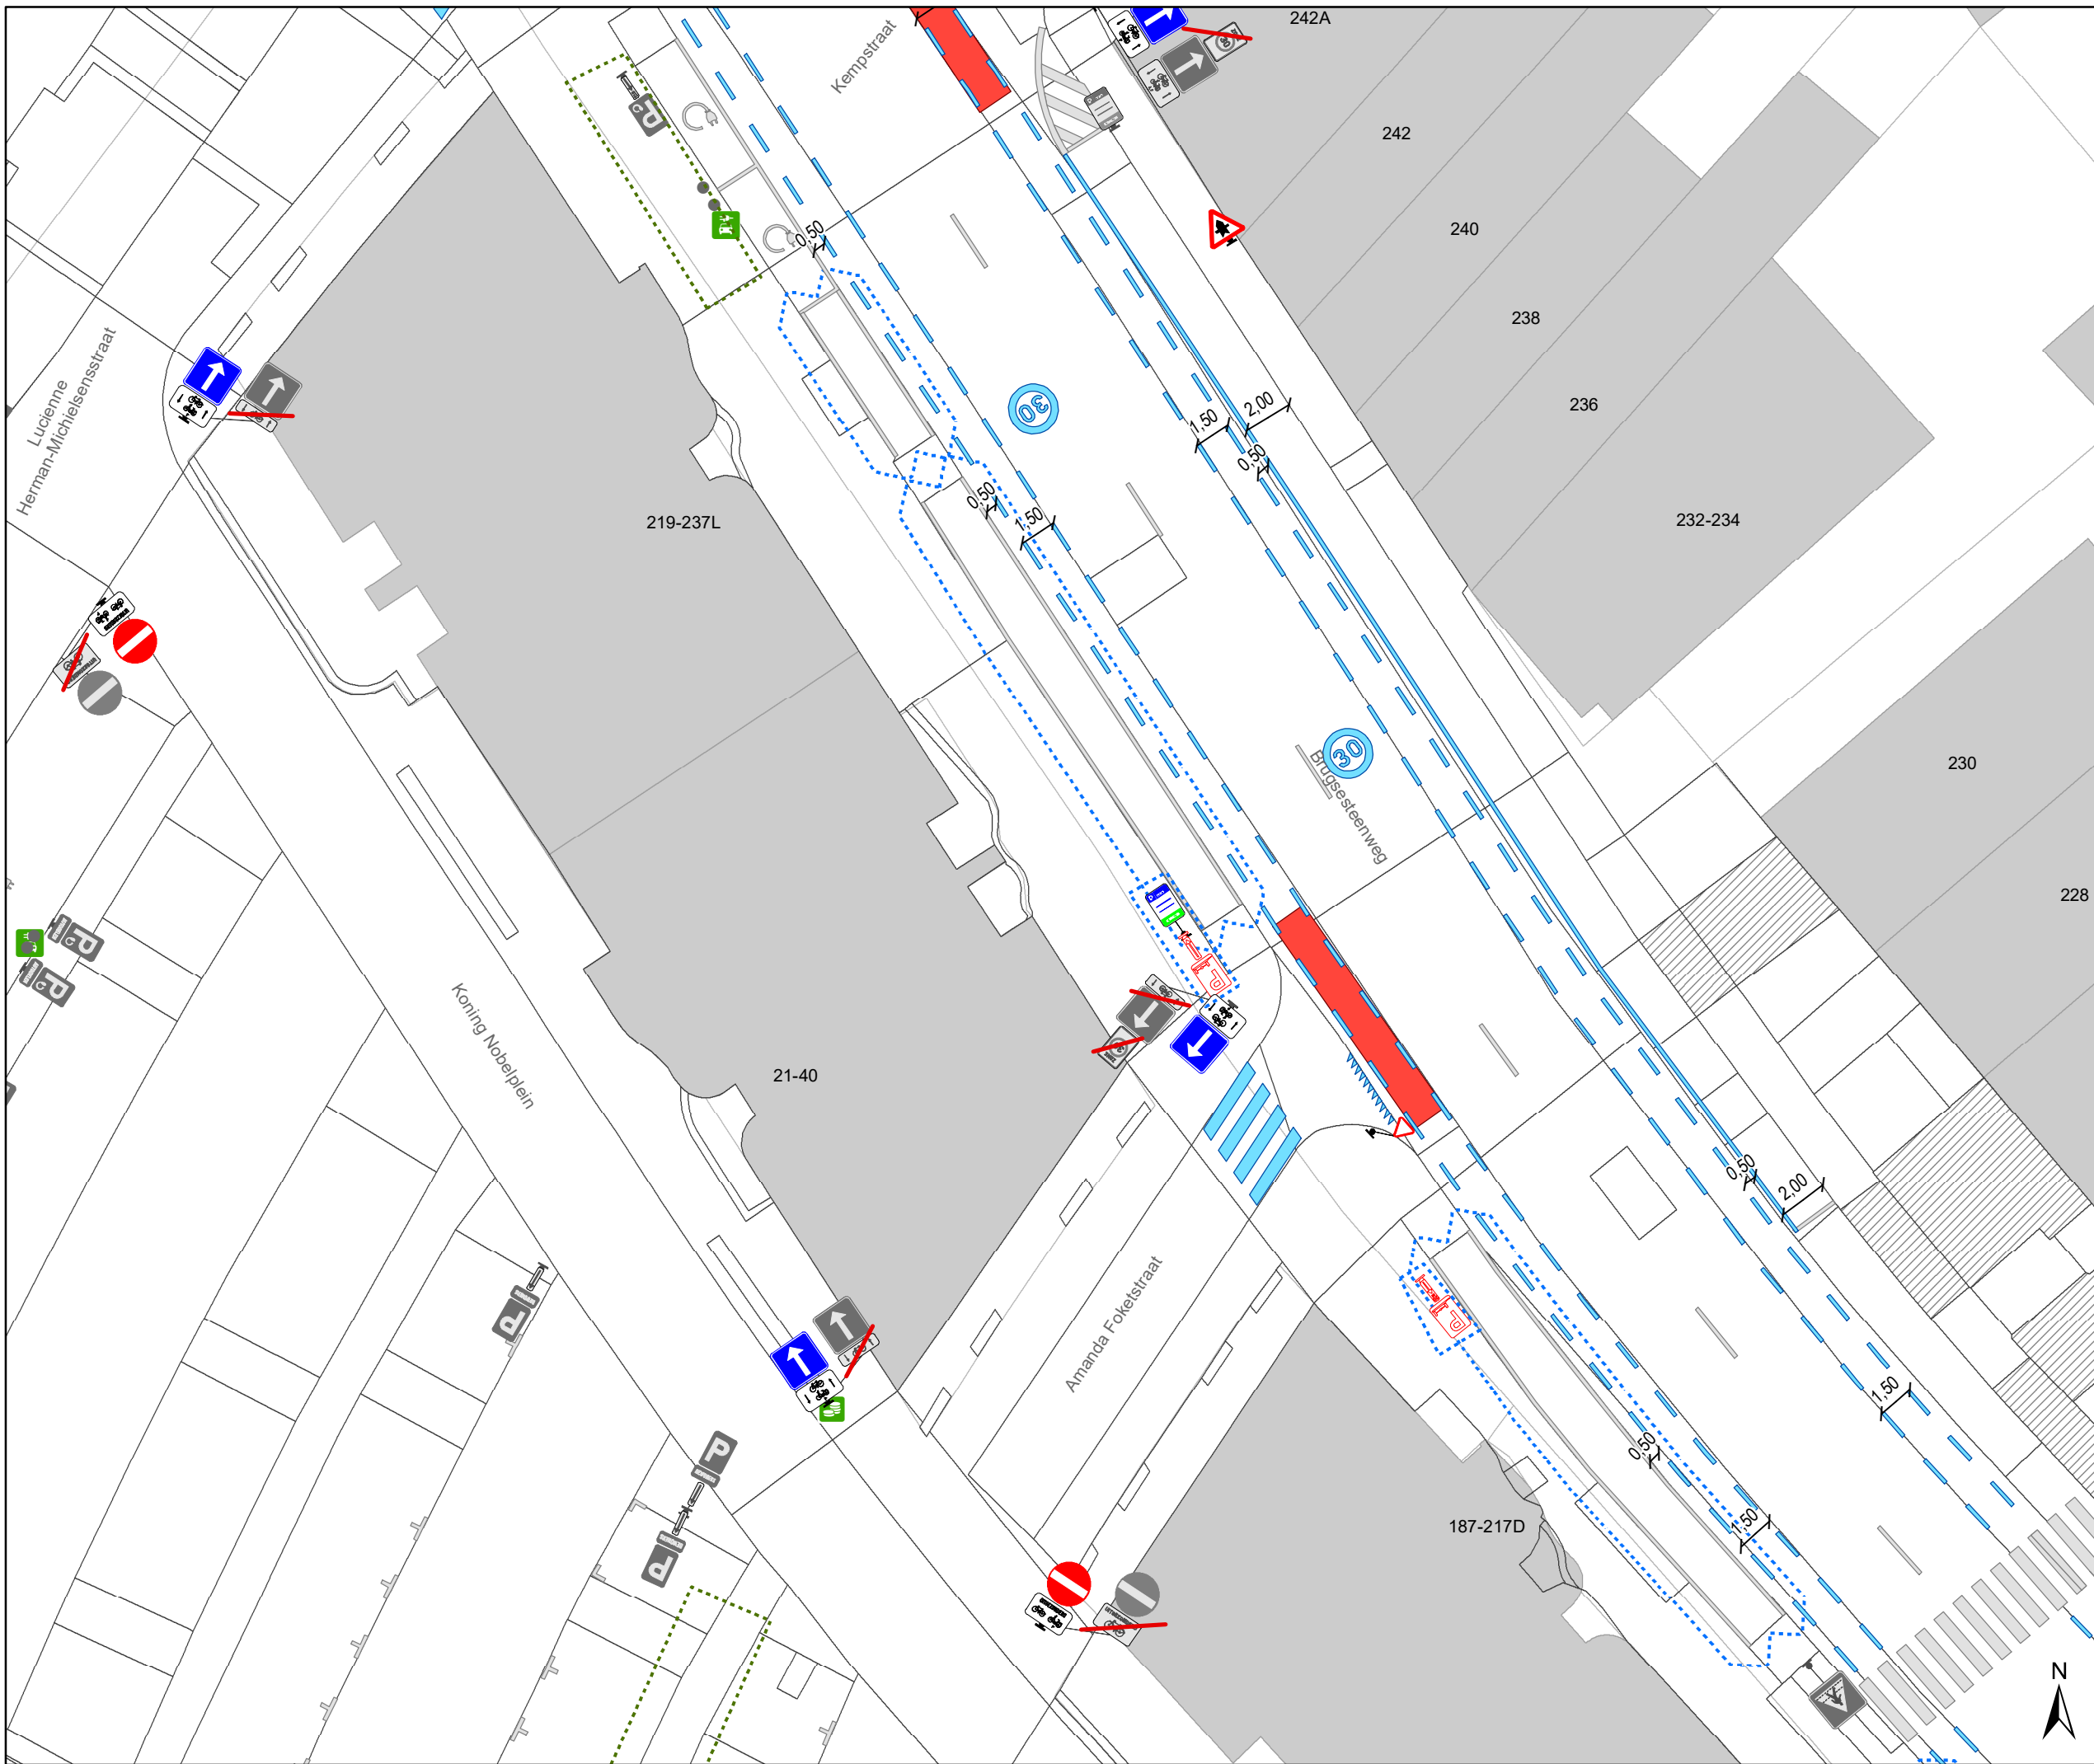 242A
Kempstraat
242
240
0,50
238
Lucienne
Herman-Michielsensstraat
30
2,00
236
1,50
0,50
0,50
1,50
219-237L
232-234
30
Brugsesteenweg
230
228
P
P
P
Koning Nobelplein
21-40
P
0,50
2,00
Amanda Foketstraat
P
P
1,50
0,50
P
1,50
187-217D
P
N